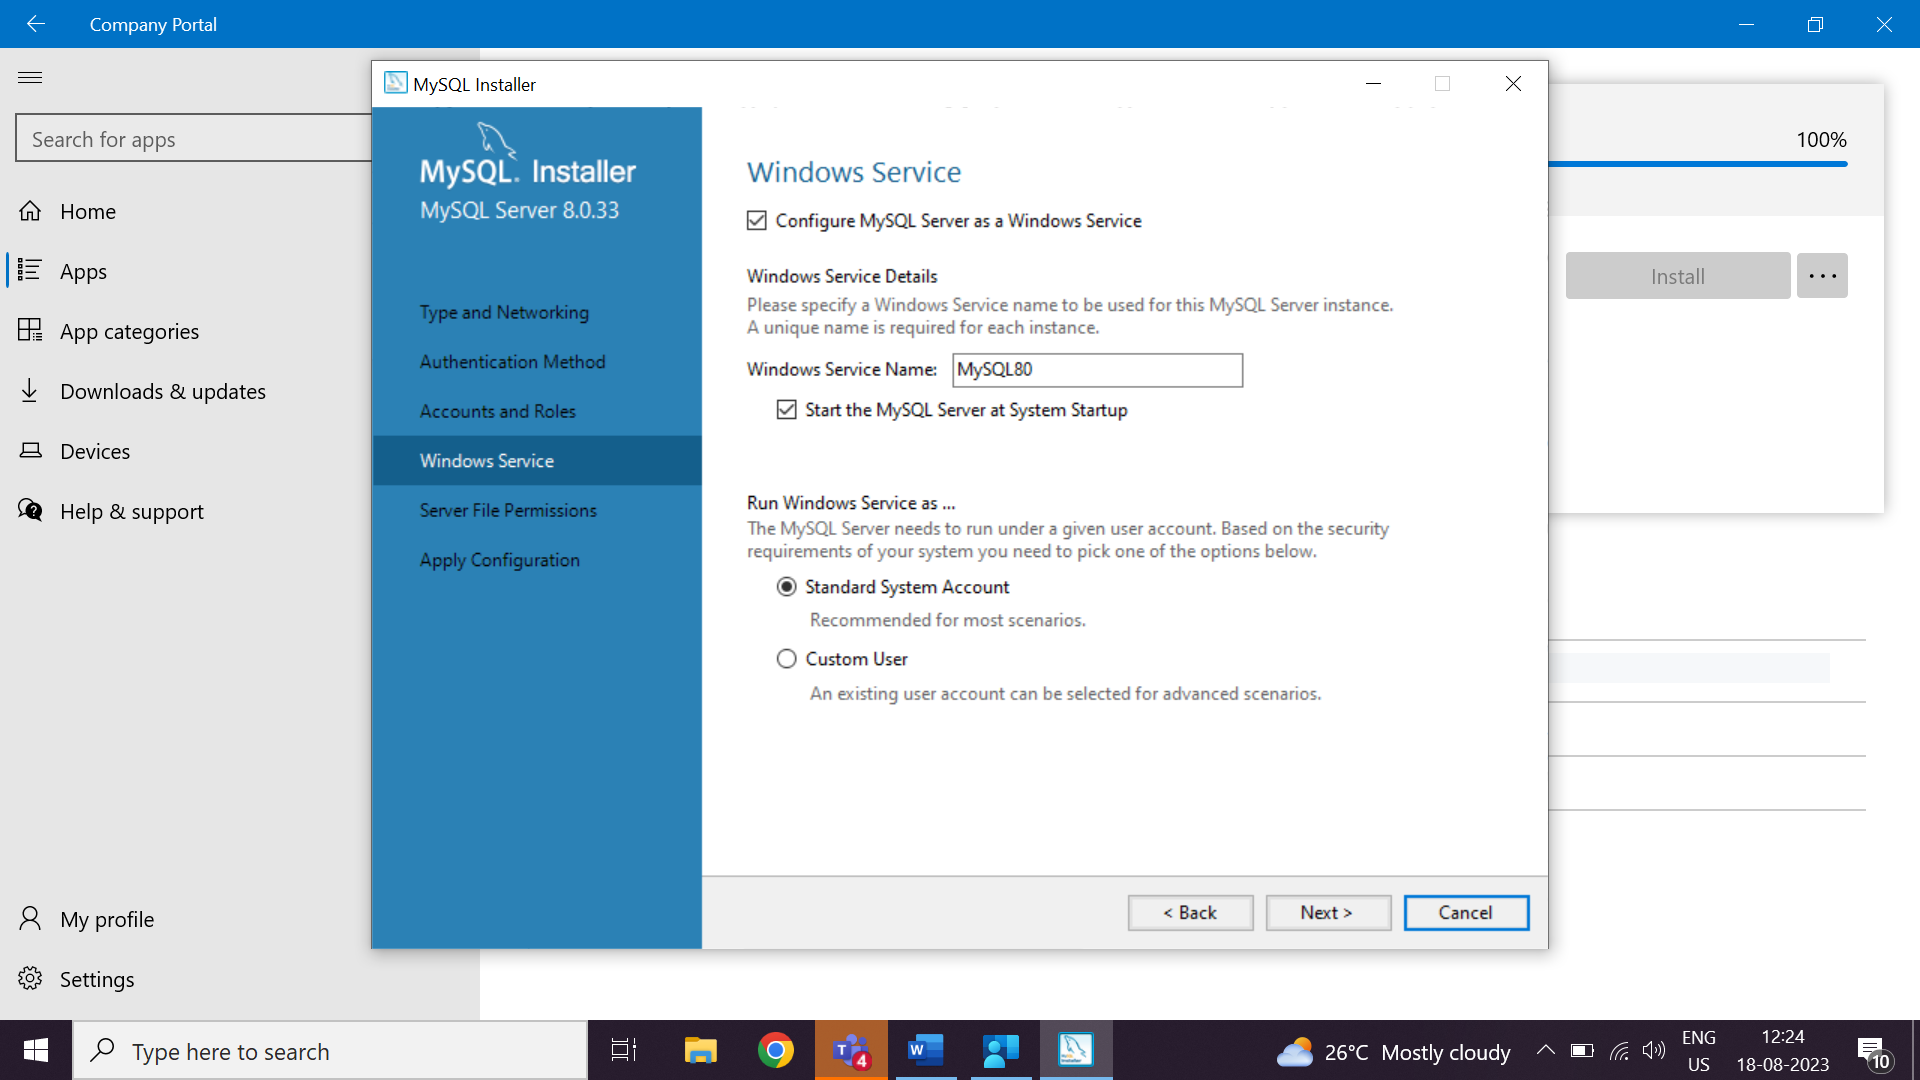 Company Portal
Search for apps
Home
Apps
App categories
Downloads & updates
Devices
Help & support
My profile
Settings
100%
Install
MySQL Installer
MySQL. Installer
MySQL Server 8.0.33
Type and Networking
Authentication Method
Accounts and Roles
Windows Service
Server File Permissions
Apply Configuration
Windows Service
Configure MySQL Server as a Windows Service
Windows Service Details
Please specify a Windows Service name to be used for this MySQL Server instance.
A unique name is required for each instance.
Windows Service Name: MySQL80
Start the MySQL Server at System Startup
Run Windows Service as ...
The MySQL Server needs to run under a given user account. Based on the security
requirements of your system you need to pick one of the options below.
Standard System Account
Recommended for most scenarios.
Custom User
An existing user account can be selected for advanced scenarios.
< Back
Next >
Cancel
Type here to search
T
4
W
26°C Mostly cloudy
ENG
US
12:24
18-08-2023
10